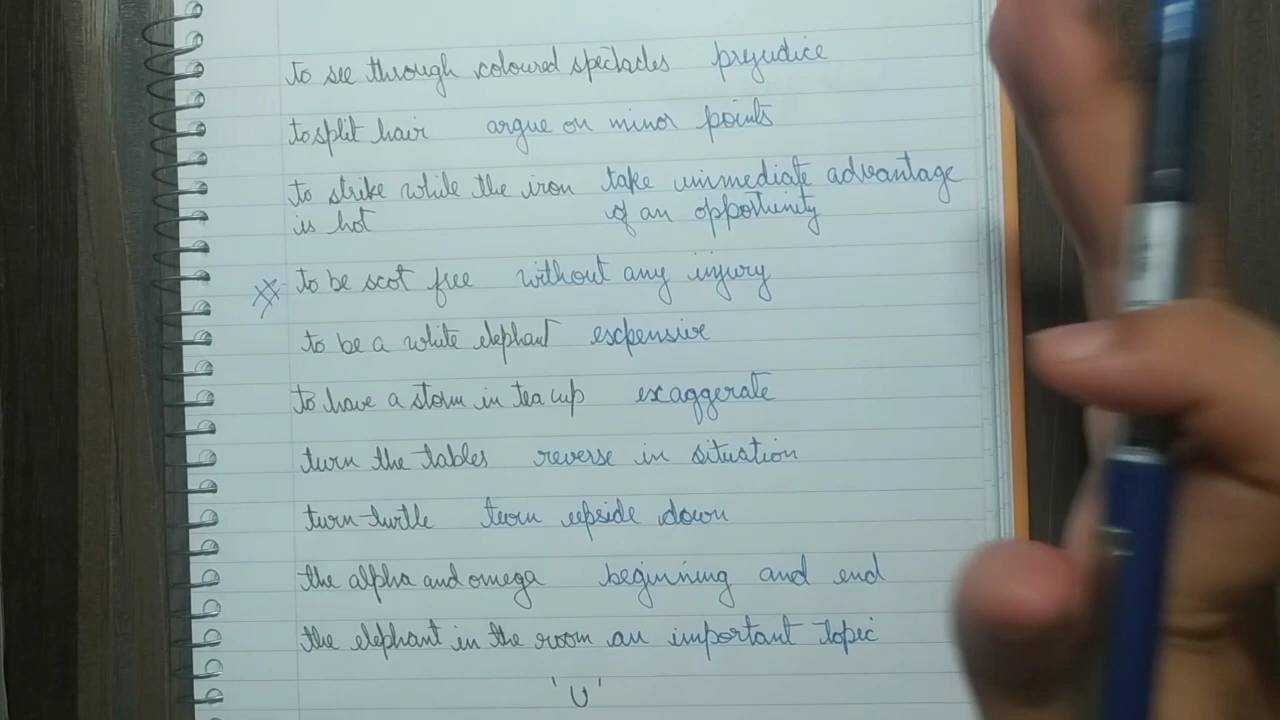 to see through coloured spectacles prejudice
to split hair argue on minor points
to strike while the iron take immediate advantage
is hot of an opportunity
to be scot free without any injury
to be a white elephant expensive
to have a storm in tea cup exaggerate
turn the tables reverse in situation
turn turtle turn upside down
the alpha and omega beginning and end
the elephant in the room an important topic
'U'